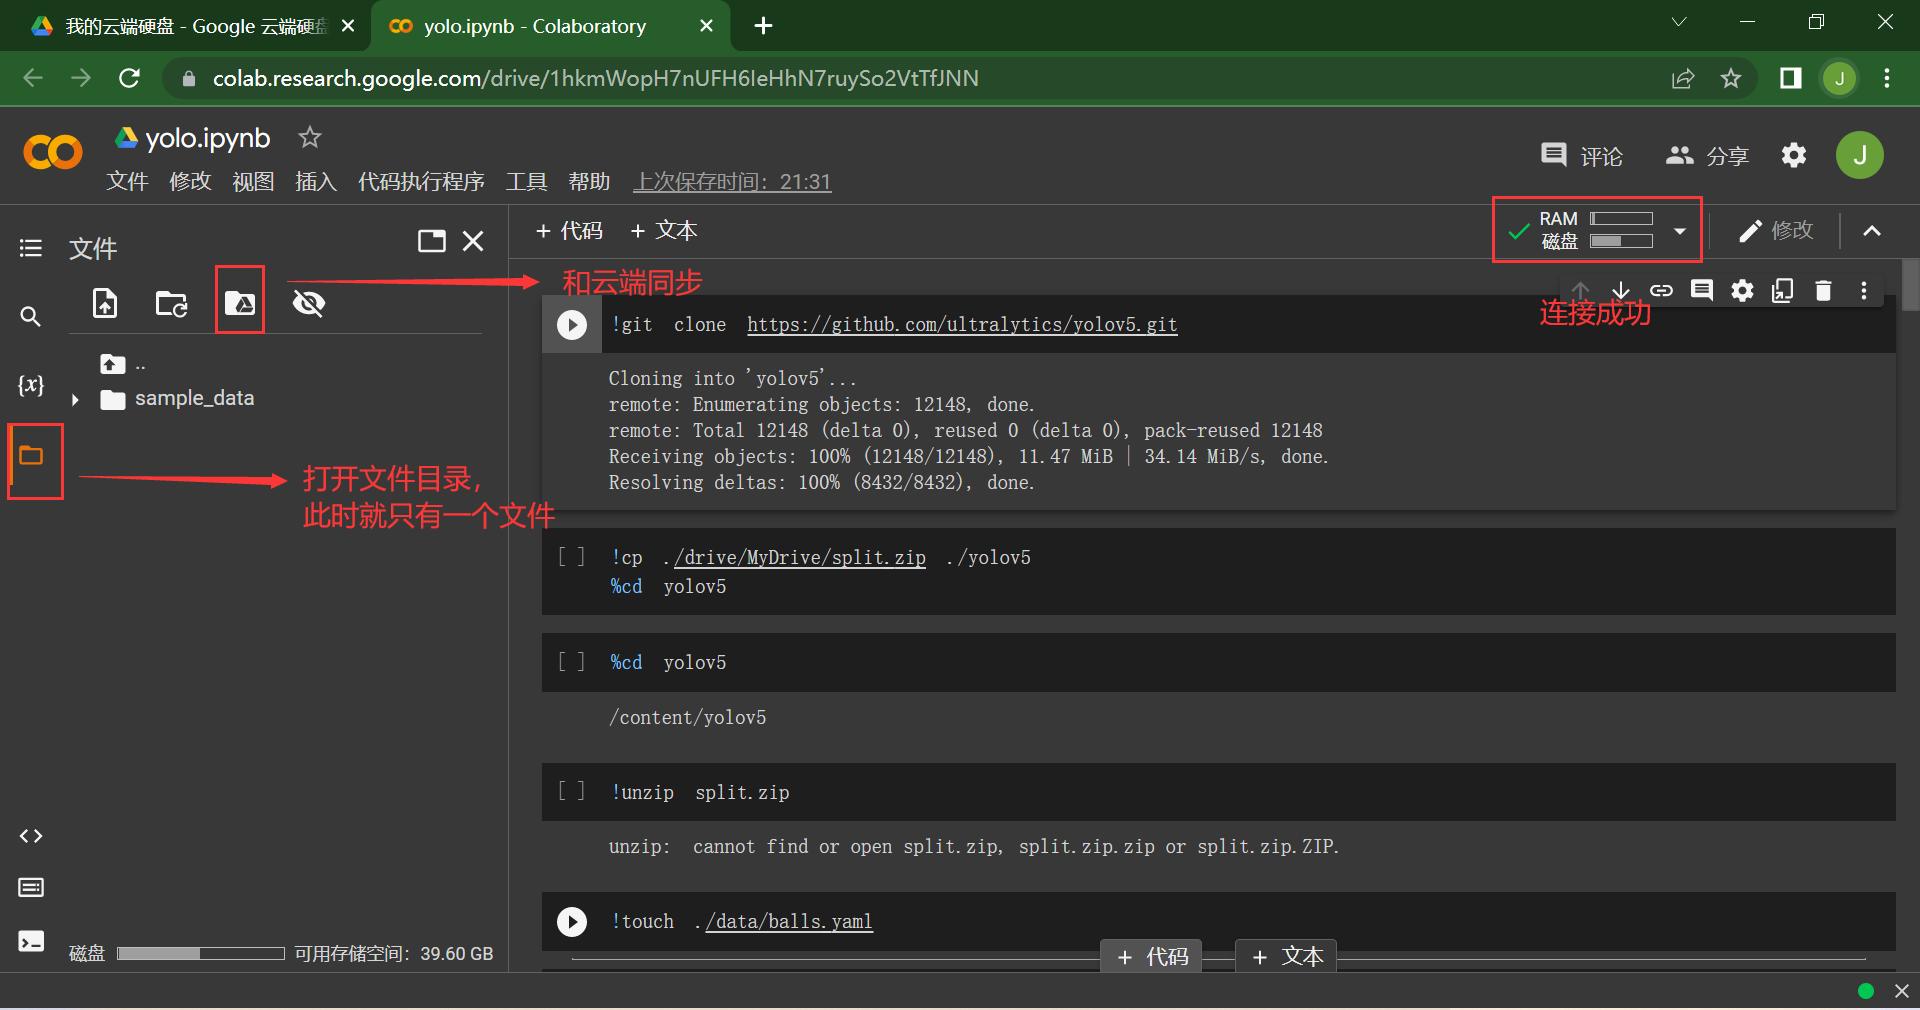 我的云端硬盘 - Google 云端硬盘
yolo.ipynb - Colaboratory
colab.research.google.com/drive/1hkmWopH7nUFH6IeHhN7ruySo2VtTfJNN
J
yolo.ipynb
评论
分享
J
文件 修改 视图 插入 代码执行程序 工具 帮助 上次保存时间：21:31
文件
+ 代码 + 文本
RAM
磁盘
修改
和云端同步
连接成功
!git clone https://github.com/ultralytics/yolov5.git
..
sample_data
{x}
打开文件目录，
此时就只有一个文件
Cloning into 'yolov5'...
remote: Enumerating objects: 12148, done.
remote: Total 12148 (delta 0), reused 0 (delta 0), pack-reused 12148
Receiving objects: 100% (12148/12148), 11.47 MiB | 34.14 MiB/s, done.
Resolving deltas: 100% (8432/8432), done.
[ ] !cp ./drive/MyDrive/split.zip ./yolov5
%cd yolov5
[ ] %cd yolov5
/content/yolov5
[ ] !unzip split.zip
unzip:  cannot find or open split.zip, split.zip.zip or split.zip.ZIP.
!touch ./data/balls.yaml
+ 代码 + 文本
磁盘 可用存储空间：39.60 GB